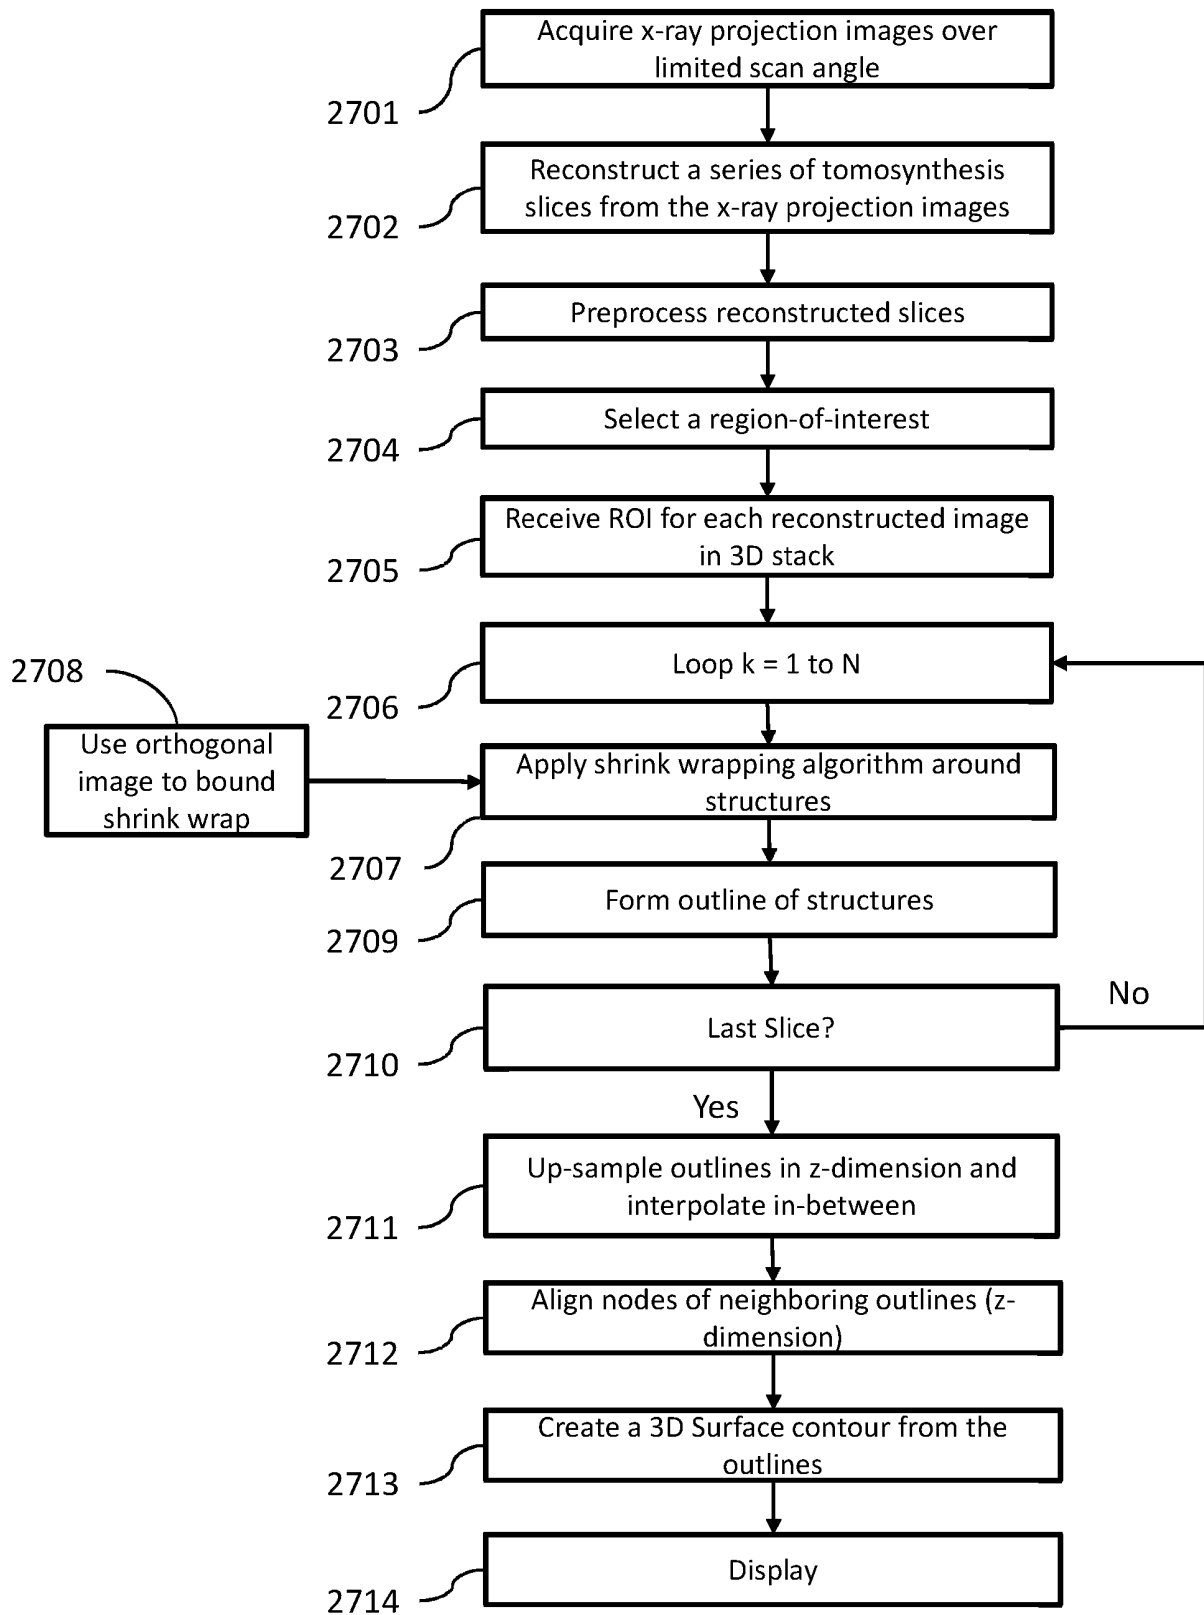 Acquire x-ray projection images over
limited scan angle
2701
Reconstruct a series of tomosynthesis
slices from the x-ray projection images
2702
Preprocess reconstructed slices
2703
Select a region-of-interest
2704
Receive ROI for each reconstructed image
in 3D stack
2705
Loop k = 1 to N
2706
2708
Use orthogonal
image to bound
shrink wrap
Apply shrink wrapping algorithm around
structures
2707
Form outline of structures
2709
Last Slice?
No
2710
Yes
Up-sample outlines in z-dimension and
interpolate in-between
2711
Align nodes of neighboring outlines (z-
dimension)
2712
Create a 3D Surface contour from the
outlines
2713
Display
2714